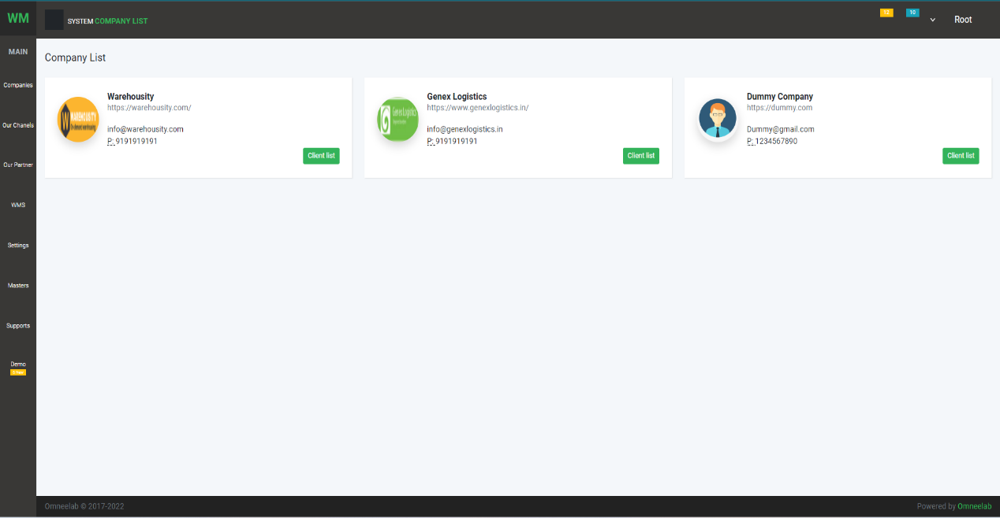 WM
SYSTEM COMPANY LIST
12
10
Root
MAIN
Companies
Our Chanels
Our Partner
WMS
Settings
Masters
Supports
Demo
Company List
WAREHOUSITY
Warehousity
https://warehousity.com/
info@warehousity.com
P: 9191919191
Client list
Genex Logistics
Genex Logistics
https://www.genexlogistics.in/
info@genexlogistics.in
P: 9191919191
Client list
Dummy Company
https://dummy.com
Dummy@gmail.com
P: 1234567890
Client list
Omneelab © 2017-2022
Powered by Omneelab